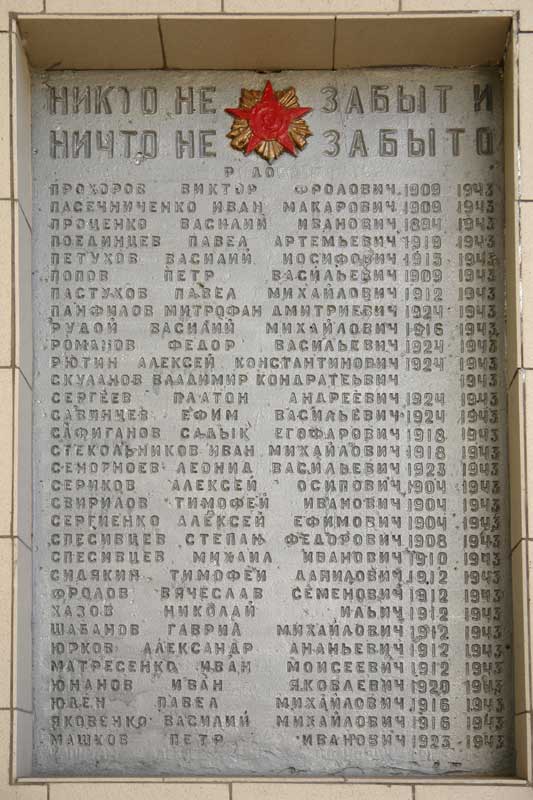 НИКТО НЕ ЗАБЫТ И
НИЧТО НЕ ЗАБЫТО
ПРОХОРОВ ВИКТОР ФРОЛОВИЧ 1909 1943
ПАСЕЧНИЧЕНКО ИВАН МАКАРОВИЧ 1909 1943
ПРОЦЕНКО ВАСИЛИЙ ИВАНОВИЧ 1894 1943
ПОЕДИНЦЕВ ПАВЕЛ АРТЕМЬЕВИЧ 1919 1943
ПЕТУХОВ ВАСИЛИЙ ИОСИФОВИЧ 1913 1943
ПОПОВ ПЕТР ВАСИЛЬЕВИЧ 1909 1943
ПАСТУХОВ ПАВЕЛ МИХАЙЛОВИЧ 1912 1943
ПАНФИЛОВ МИТРОФАН ДМИТРИЕВИЧ 1924 1943
РУДОЙ ВАСИЛИЙ МИХАЙЛОВИЧ 1916 1943
РОМАНОВ ФЕДОР ВАСИЛЬЕВИЧ 1924 1943
РЮТИН АЛЕКСЕЙ КОНСТАНТИНОВИЧ 1924 1943
СКУЛАНОВ ВЛАДИМИР КОНДРАТЕЬВИЧ 1943
СЕРГЕЕВ ПЛАТОН АНДРЕЕВИЧ 1924 1943
САВИНЧЕВ ЕФИМ ВАСИЛЬЕВИЧ 1924 1943
САФИГАНОВ САДЫК ЕГОФАРОВИЧ 1918 1943
СТЕКОЛЬНИКОВ ИВАН МИХАЙЛОВИЧ 1918 1943
СЕМОРНОЕВ ЛЕОНИД ВАСИЛЬЕВИЧ 1923 1943
СЕРИКОВ АЛЕКСЕЙ ОСИПОВИЧ 1904 1943
СВИРИЛОВ ТИМОФЕЙ ИВАНОВИЧ 1904 1943
СЕРГИЕНКО АЛЕКСЕЙ ЕФИМОВИЧ 1904 1943
СПЕСИВЦЕВ СТЕПАН ФЕДОРОВИЧ 1908 1943
СПЕСИВЦЕВ МИХАИЛ ИВАНОВИЧ 1910 1943
СИДЯКИН ТИМОФЕЙ ДАНИЛОВИЧ 1912 1943
ФРОЛОВ ВЯЧЕСЛАВ СЕМЕНОВИЧ 1912 1943
ХАЗОВ НИКОЛАЙ ИЛЬИЧ 1912 1943
ШАБАНОВ ГАВРИЛ МИХАЙЛОВИЧ 1912 1943
ЮРКОВ АЛЕКСАНДР АНАНЬЕВИЧ 1912 1943
МАТРЕСЕНКО ИВАН МОИСЕЕВИЧ 1912 1943
ЮНАНОВ ИВАН ЯКОВЛЕВИЧ 1920 1943
ЮДЕН ПАВЕЛ МИХАЙЛОВИЧ 1916 1943
ЯКОВЕНКО ВАСИЛИЙ МИХАЙЛОВИЧ 1916 1943
МАШКОВ ПЕТР ИВАНОВИЧ 1923 1943